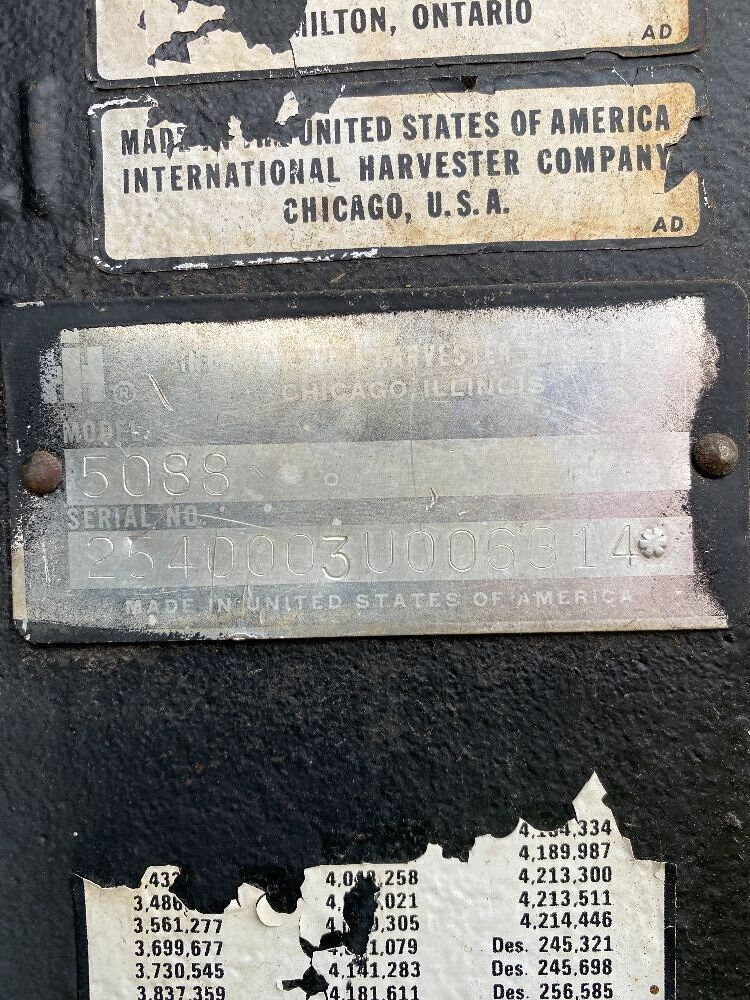 ONTARIO
AD
UNITED STATES OF AMERICA
INTERNATIONAL HARVESTER COMPANY
CHICAGO, U.S.A.
AD
IH ®
CHICAGO, ILLINOIS
MODEL
5088
SERIAL NO.
2540003U006314
MADE IN UNITED STATES OF AMERICA
4,189,987
4,213,300
4,213,511
3,561,277 4,214,446
3,699,677 Des. 245,321
3,730,545 4,141,283 Des. 245,698
3,837,359 4,181,611 Des. 256,585